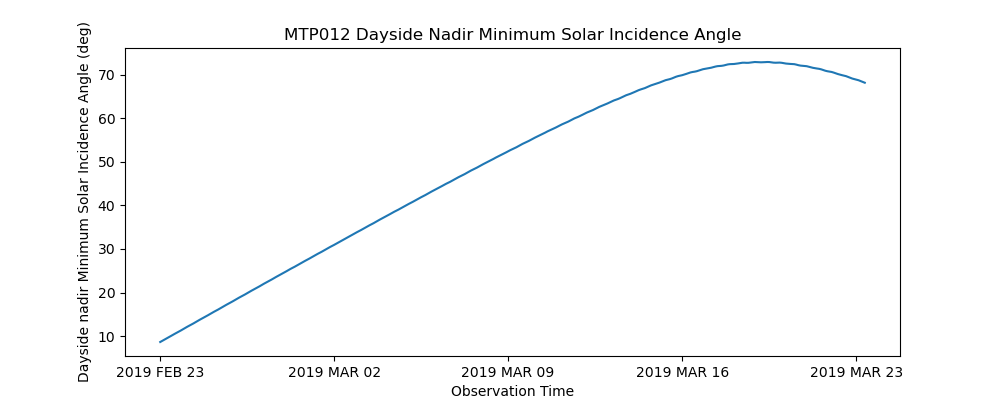 MTP012 Dayside Nadir Minimum Solar Incidence Angle
Dayside nadir Minimum Solar Incidence Angle (deg)
70
60
50
40
30
20
10
2019 FEB 23
2019 MAR 02
2019 MAR 09
2019 MAR 16
2019 MAR 23
Observation Time